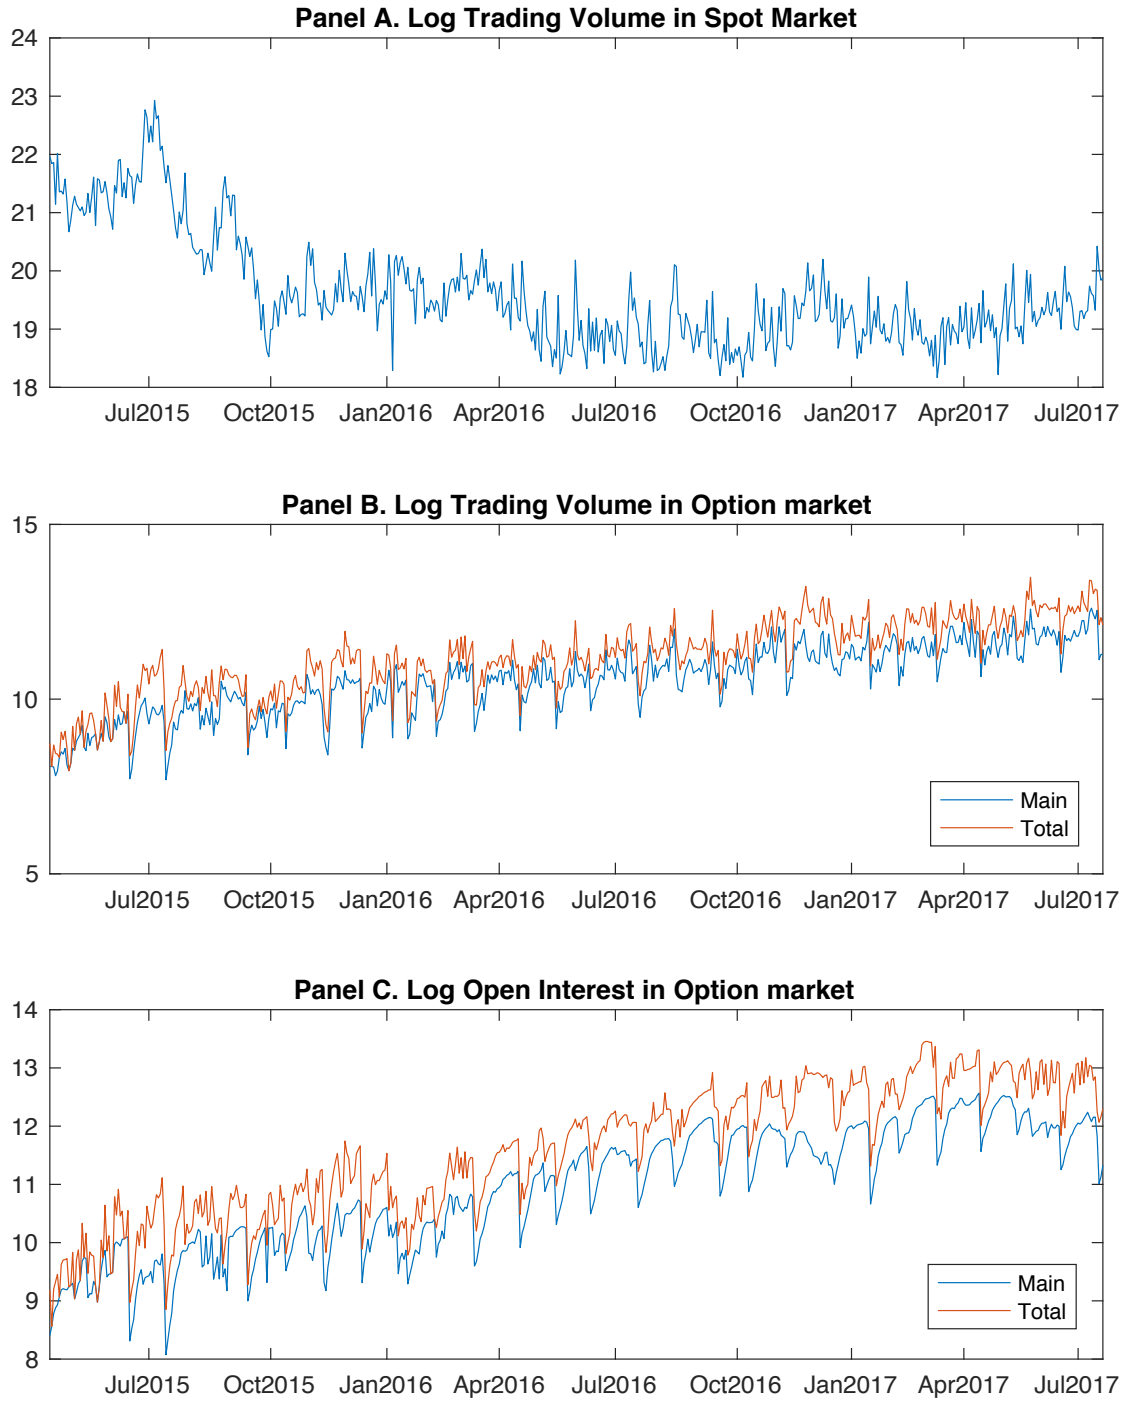 Panel A. Log Trading Volume in Spot Market
24
23
22
21
20
19
18
Jul2015 Oct2015 Jan2016 Apr2016 Jul2016 Oct2016 Jan2017 Apr2017 Jul2017
Panel B. Log Trading Volume in Option market
15
10
5
Main
Total
Jul2015 Oct2015 Jan2016 Apr2016 Jul2016 Oct2016 Jan2017 Apr2017 Jul2017
Panel C. Log Open Interest in Option market
14
13
12
11
10
9
8
Main
Total
Jul2015 Oct2015 Jan2016 Apr2016 Jul2016 Oct2016 Jan2017 Apr2017 Jul2017